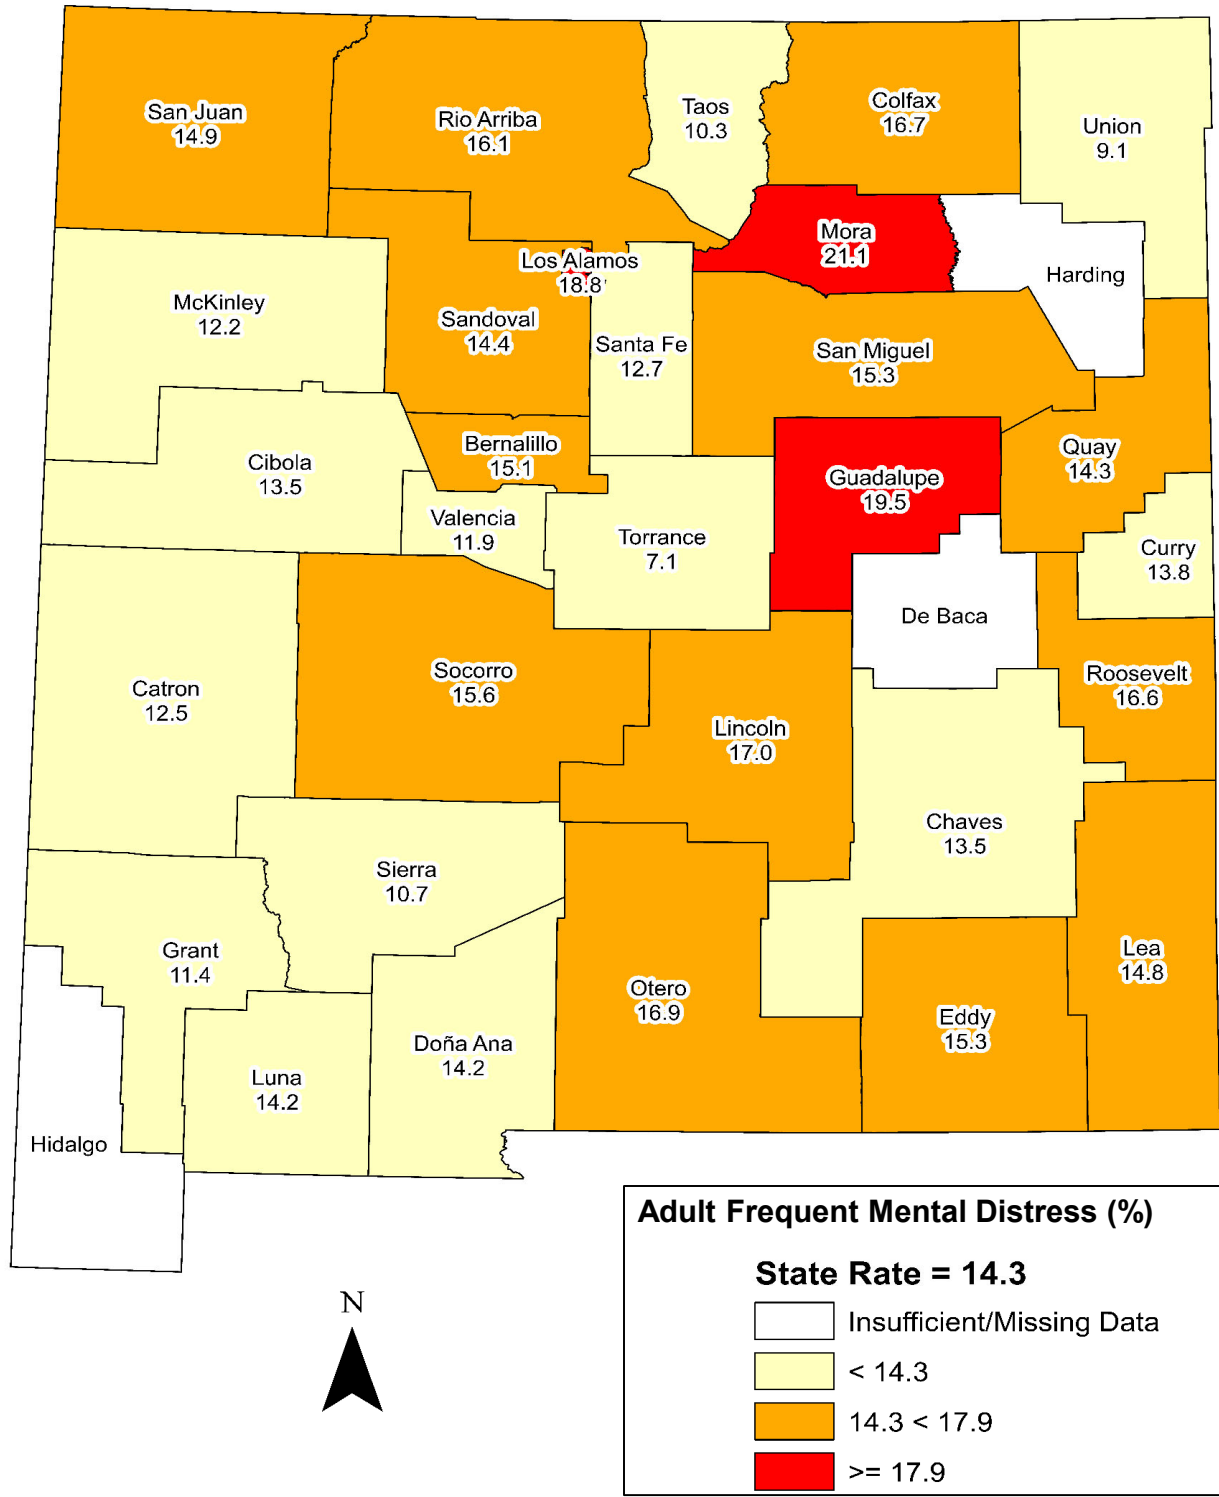 San Juan
14.9
Rio Arriba
16.1
Taos
10.3
Colfax
16.7
Union
9.1
Mora
21.1
Los Alamos
18.8
Harding
McKinley
12.2
Sandoval
14.4
Santa Fe
12.7
San Miguel
15.3
Bernalillo
15.1
Quay
14.3
Cibola
13.5
Guadalupe
19.5
Valencia
11.9
Torrance
7.1
Curry
13.8
De Baca
Socorro
15.6
Roosevelt
16.6
Catron
12.5
Lincoln
17.0
Chaves
13.5
Sierra
10.7
Grant
11.4
Lea
14.8
Otero
16.9
Eddy
15.3
Doña Ana
14.2
Luna
14.2
Hidalgo
Adult Frequent Mental Distress (%)
State Rate = 14.3
Insufficient/Missing Data
< 14.3
14.3 < 17.9
>= 17.9
N